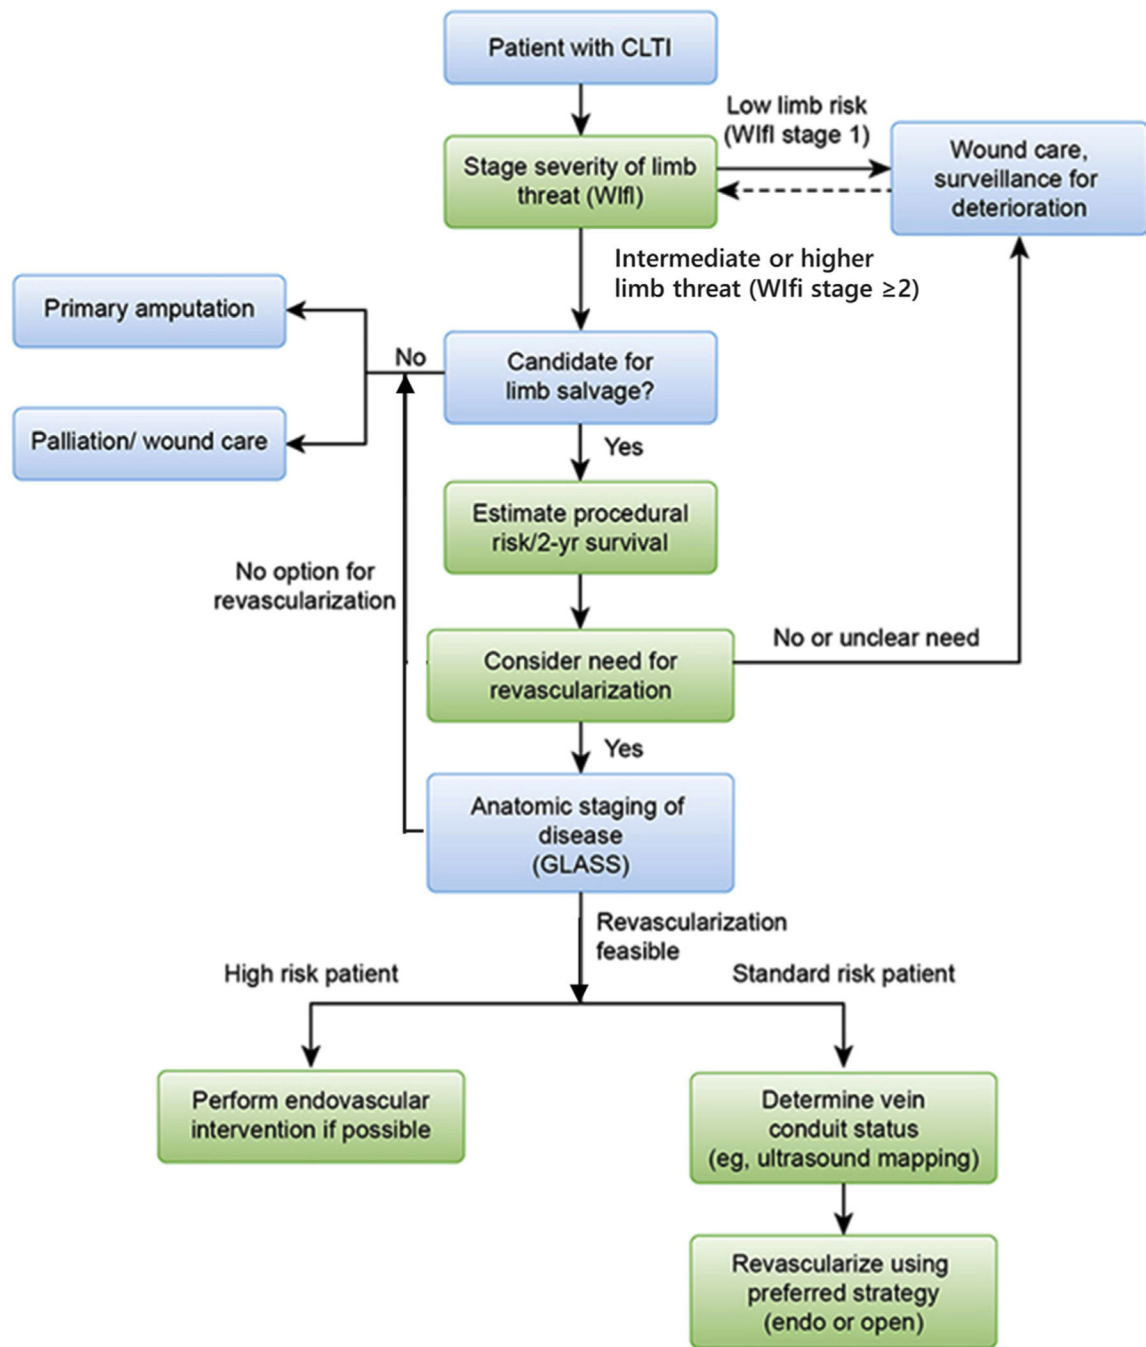 Patient with CLTI
Low limb risk
(WIfI stage 1)
Stage severity of limb
threat (WIfI)
Wound care,
surveillance for
deterioration
Intermediate or higher
limb threat (WIfi stage ≥2)
Primary amputation
No
Candidate for
limb salvage?
Palliation/ wound care
Yes
Estimate procedural
risk/2-yr survival
No option for
revascularization
Consider need for
revascularization
No or unclear need
Yes
Anatomic staging of
disease
(GLASS)
Revascularization
feasible
High risk patient
Standard risk patient
Perform endovascular
intervention if possible
Determine vein
conduit status
(eg, ultrasound mapping)
Revascularize using
preferred strategy
(endo or open)